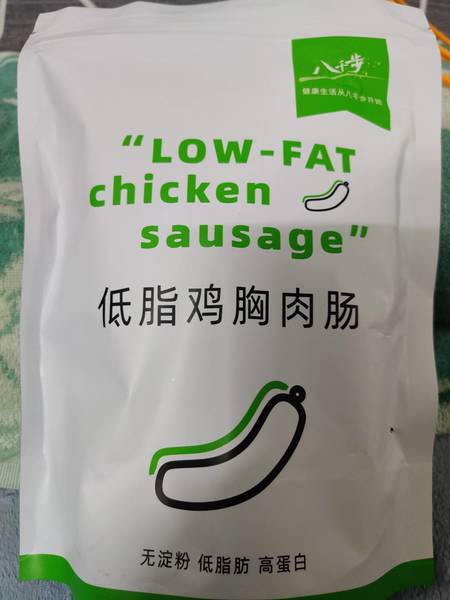 八千步
健康生活从八千步开始
“LOW-FAT
chicken
sausage”
低脂鸡胸肉肠
无淀粉 低脂肪 高蛋白